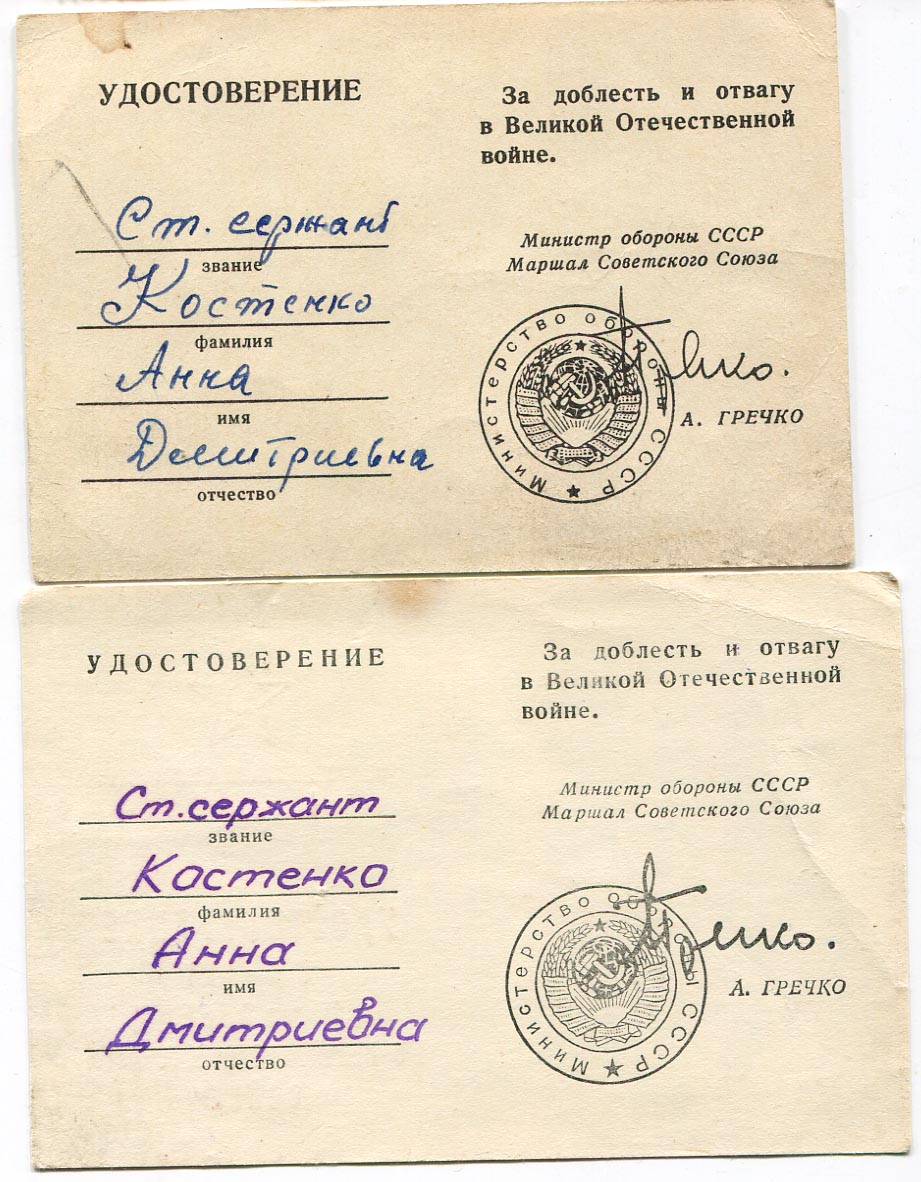 УДОСТОВЕРЕНИЕ
Ст. сержант
звание
Костенко
фамилия
Анна
имя
Дмитриевна
отчество
За доблесть и отвагу
в Великой Отечественной
войне.
Министр обороны СССР
Маршал Советского Союза
Министерство обороны СССР
А. ГРЕЧКО
УДОСТОВЕРЕНИЕ
Ст. сержант
звание
Костенко
фамилия
Анна
имя
Дмитриевна
отчество
За доблесть и отвагу
в Великой Отечественной
войне.
Министр обороны СССР
Маршал Советского Союза
Министерство обороны СССР
А. ГРЕЧКО